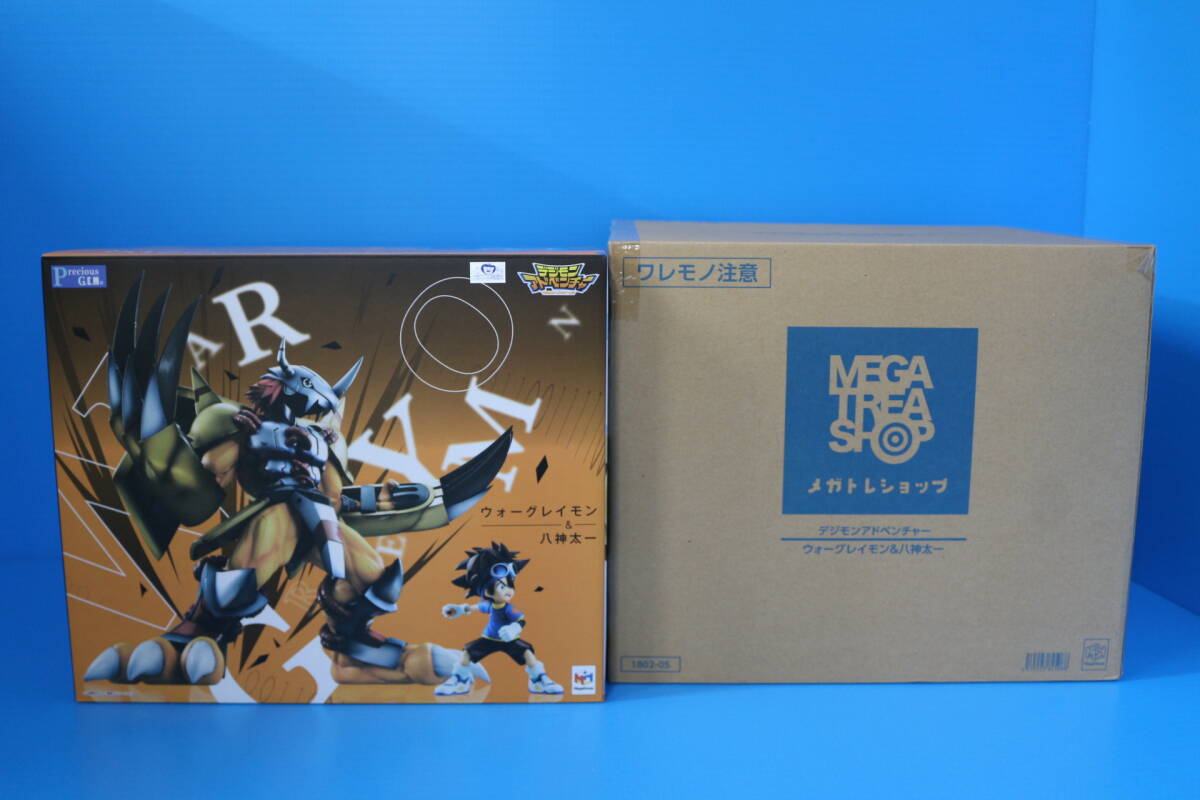 Precious
G.E.M.
デジモン
アドベンチャー
WAR
GREYMON
ウォーグレイモン
&
八神太一
MegaHouse
ワレモノ注意
MEGA
TREA
SHOP
メガトレショップ
デジモンアドベンチャー
ウォーグレイモン&八神太一
1802-05